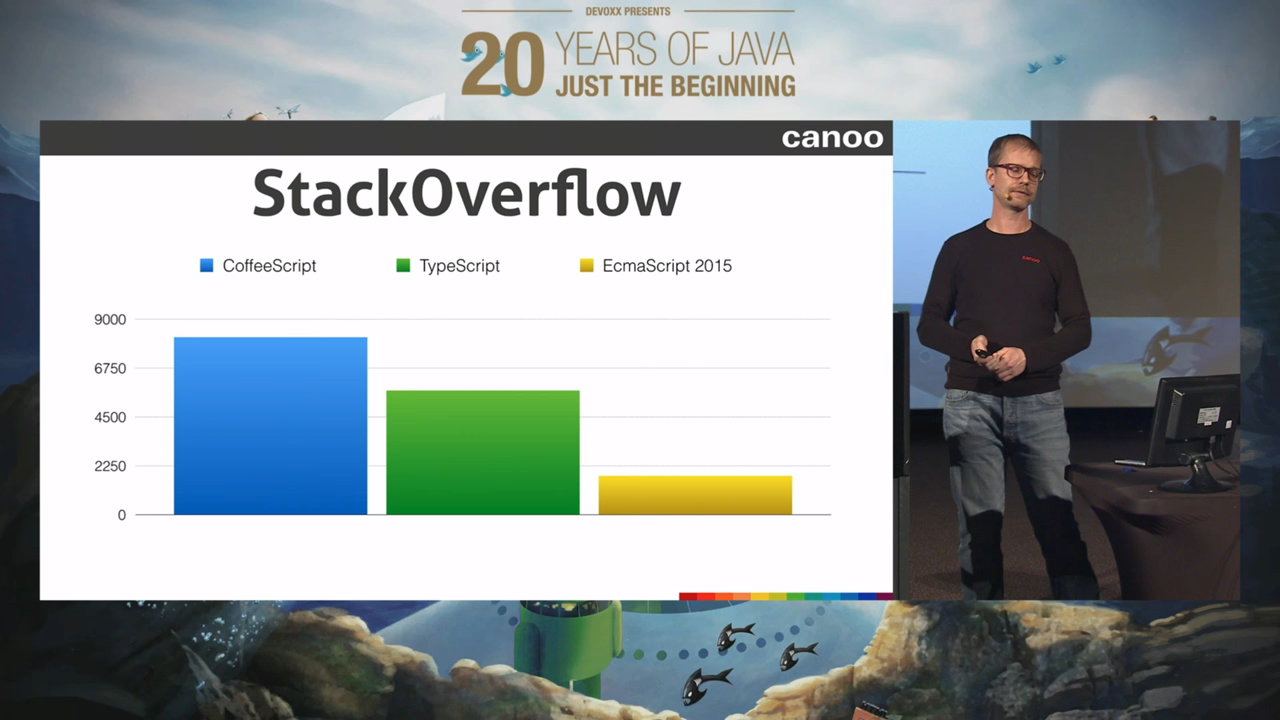 DEVOXX PRESENTS
20 YEARS OF JAVA
JUST THE BEGINNING
canoo
StackOverflow
CoffeeScript TypeScript EcmaScript 2015
9000
6750
4500
2250
0
canoo